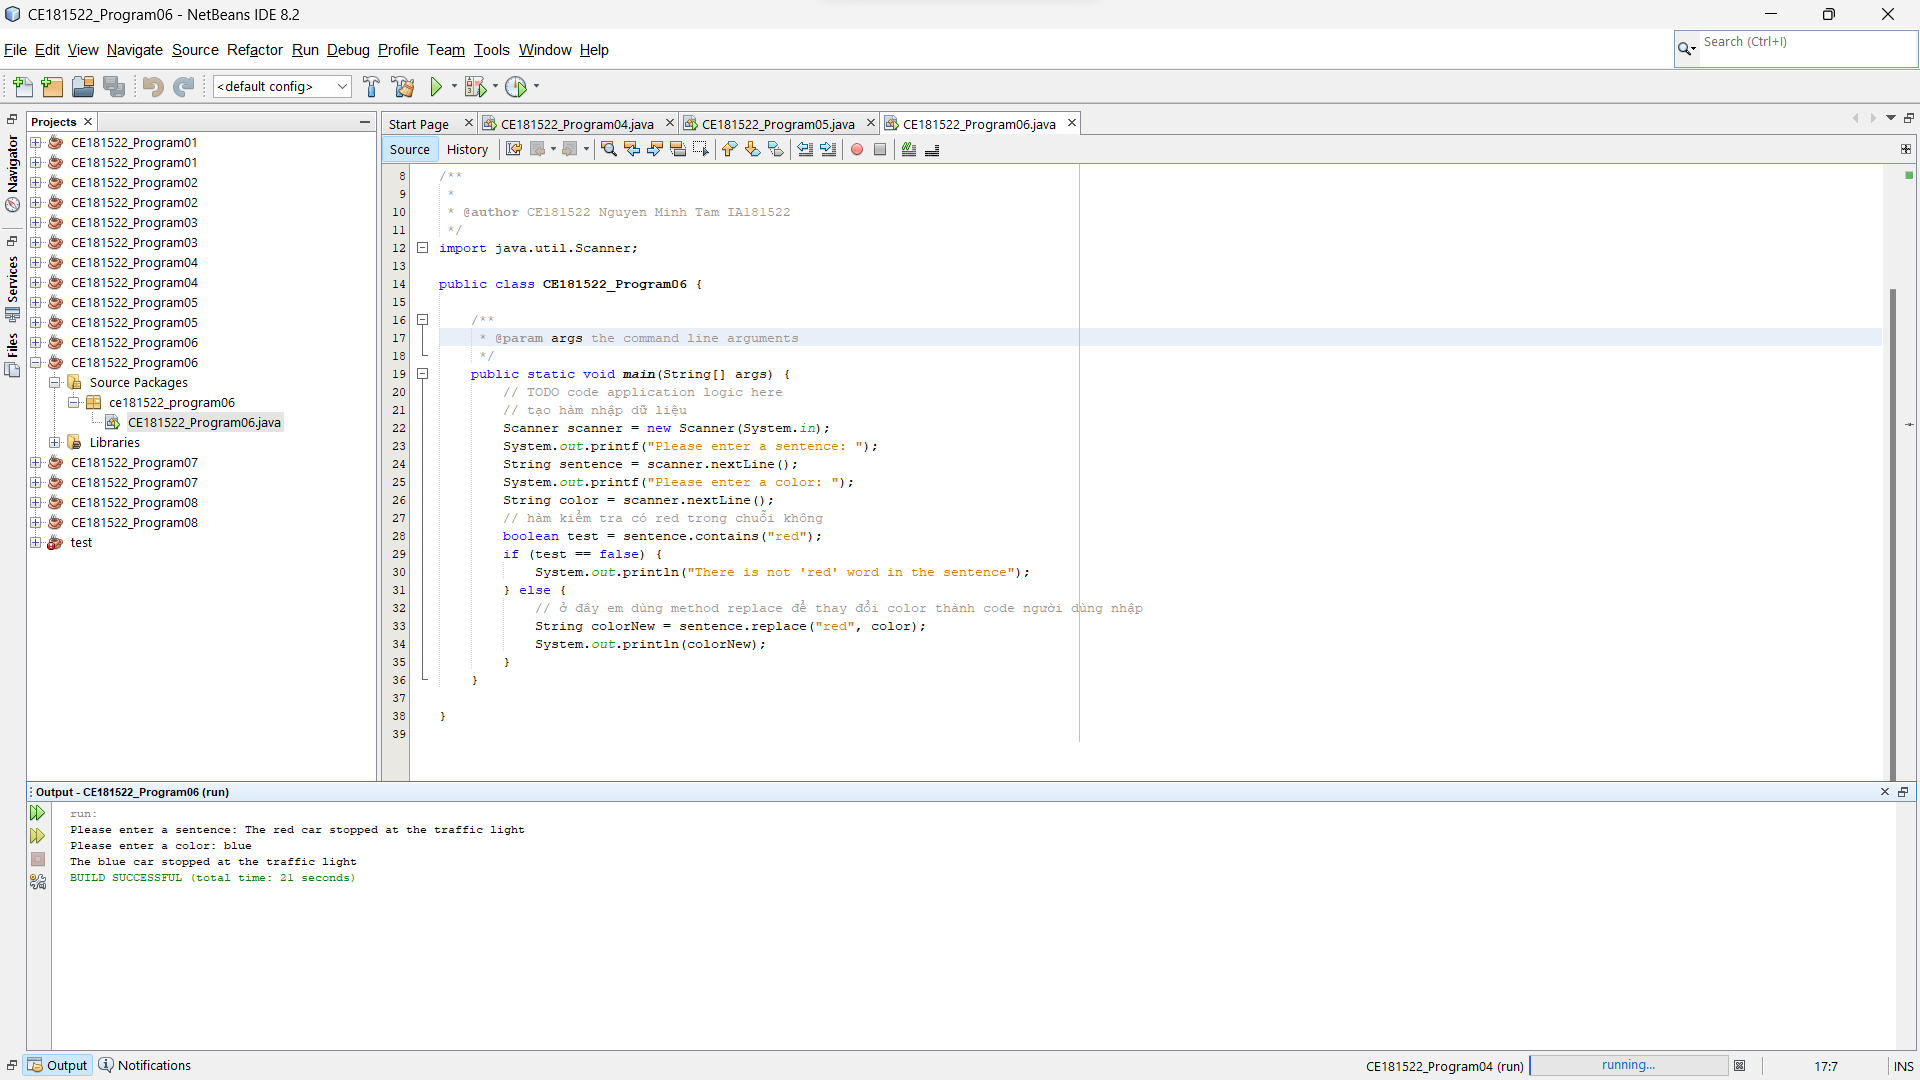 CE181522_Program06 - NetBeans IDE 8.2
File Edit View Navigate Source Refactor Run Debug Profile Team Tools Window Help
Search (Ctrl+I)
<default config>
Projects
Navigator
Services
Files
CE181522_Program01
CE181522_Program01
CE181522_Program02
CE181522_Program02
CE181522_Program03
CE181522_Program03
CE181522_Program04
CE181522_Program04
CE181522_Program05
CE181522_Program05
CE181522_Program06
CE181522_Program06
Source Packages
ce181522_program06
CE181522_Program06.java
Libraries
CE181522_Program07
CE181522_Program07
CE181522_Program08
CE181522_Program08
test
Start Page CE181522_Program04.java CE181522_Program05.java CE181522_Program06.java
Source History
8 /**
9 *
10 * @author CE181522 Nguyen Minh Tam IA181522
11 */
12 import java.util.Scanner;
13
14 public class CE181522_Program06 {
15
16 /**
17 * @param args the command line arguments
18 */
19 public static void main(String[] args) {
20 // TODO code application logic here
21 // tạo hàm nhập dữ liệu
22 Scanner scanner = new Scanner(System.in);
23 System.out.printf("Please enter a sentence: ");
24 String sentence = scanner.nextLine();
25 System.out.printf("Please enter a color: ");
26 String color = scanner.nextLine();
27 // hàm kiểm tra có red trong chuỗi không
28 boolean test = sentence.contains("red");
29 if (test == false) {
30 System.out.println("There is not 'red' word in the sentence");
31 } else {
32 // ở đây em dùng method replace để thay đổi color thành code người dùng nhập
33 String colorNew = sentence.replace("red", color);
34 System.out.println(colorNew);
35 }
36 }
37
38 }
39
Output - CE181522_Program06 (run)
run:
Please enter a sentence: The red car stopped at the traffic light
Please enter a color: blue
The blue car stopped at the traffic light
BUILD SUCCESSFUL (total time: 21 seconds)
Output Notifications
CE181522_Program04 (run) running... 17:7 INS